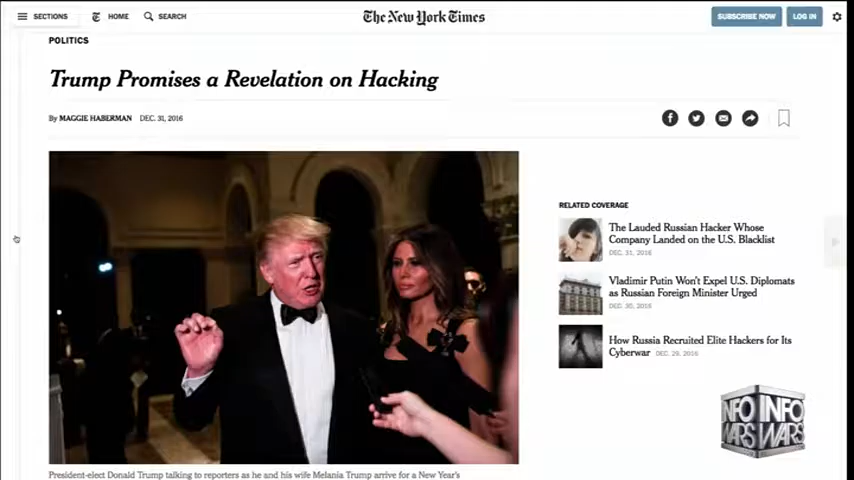 SECTIONS HOME SEARCH The New York Times SUBSCRIBE NOW LOG IN
POLITICS
Trump Promises a Revelation on Hacking
By MAGGIE HABERMAN DEC. 31, 2016
RELATED COVERAGE
The Lauded Russian Hacker Whose
Company Landed on the U.S. Blacklist
DEC. 31, 2016
Vladimir Putin Won't Expel U.S. Diplomats
as Russian Foreign Minister Urged
DEC. 30, 2016
How Russia Recruited Elite Hackers for Its
Cyberwar DEC. 29, 2016
INFO INFO
WARS WARS
President-elect Donald Trump talking to reporters as he and his wife Melania Trump arrive for a New Year's